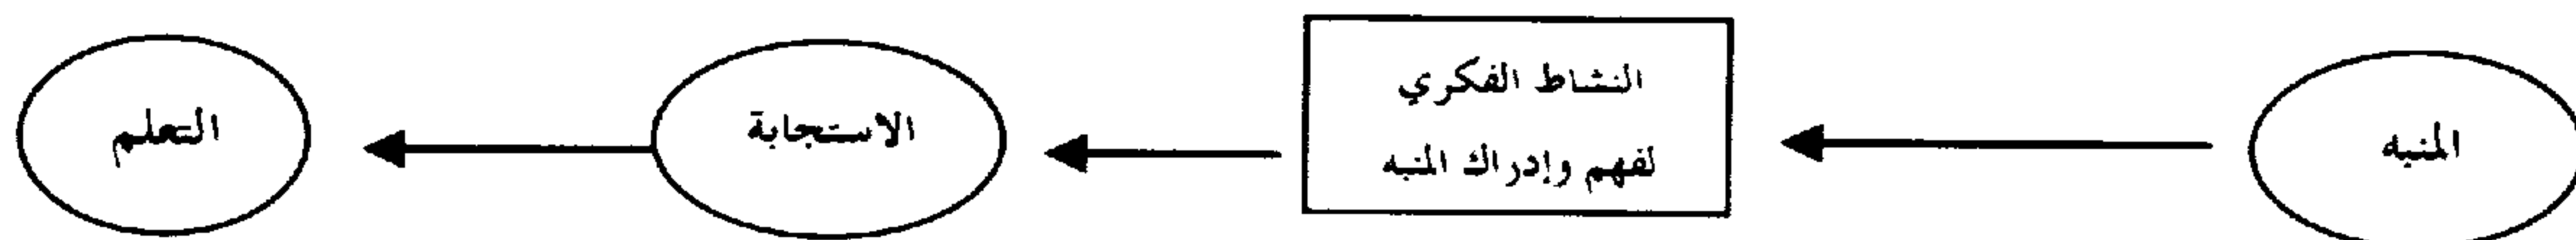 المنبه
النشاط الفكري
لفهم وإدراك المنبه
الاستجابة
التعلم